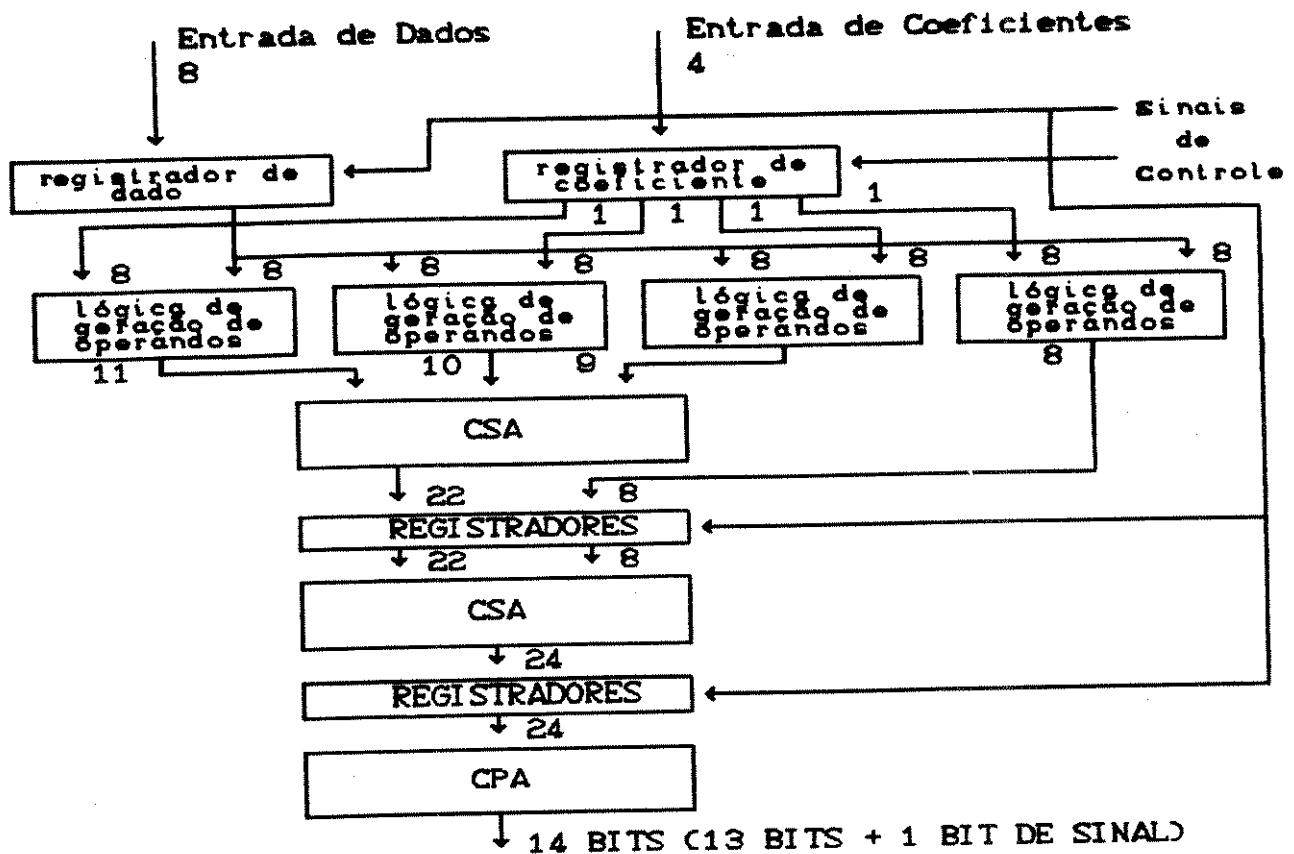 Entrada de Dados
8
Entrada de Coeficientes
4
Sinais
de
Controle
registrador de
dado
registrador de
coeficiente
1
1
1
1
8
8
8
8
8
8
8
8
lógica de
geração de
operandos
lógica de
geração de
operandos
lógica de
geração de
operandos
lógica de
geração de
operandos
11
10
9
8
CSA
22
8
REGISTRADORES
22
8
CSA
24
REGISTRADORES
24
CPA
14 BITS (13 BITS + 1 BIT DE SINAL)